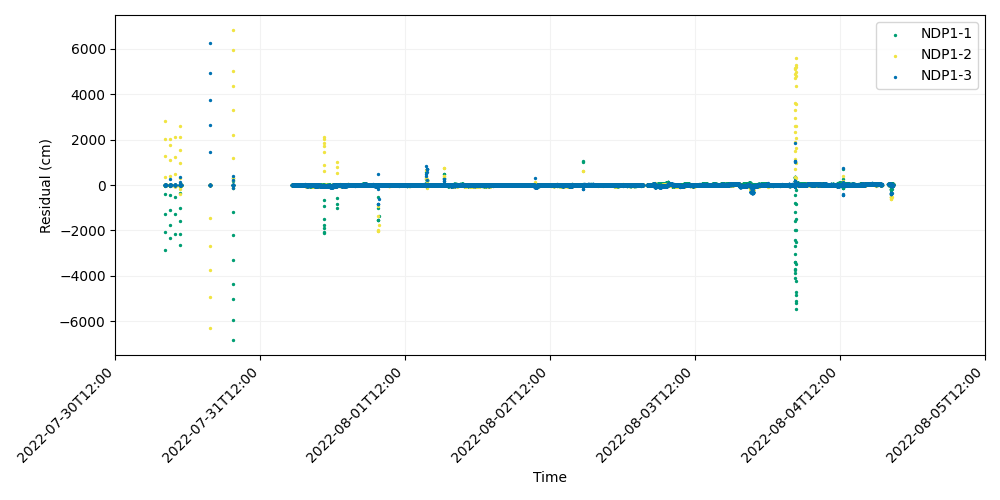 NDP1-1
NDP1-2
NDP1-3
6000
4000
2000
0
−2000
−4000
−6000
Residual (cm)
2022-07-30T12:00
2022-07-31T12:00
2022-08-01T12:00
2022-08-02T12:00
2022-08-03T12:00
2022-08-04T12:00
2022-08-05T12:00
Time